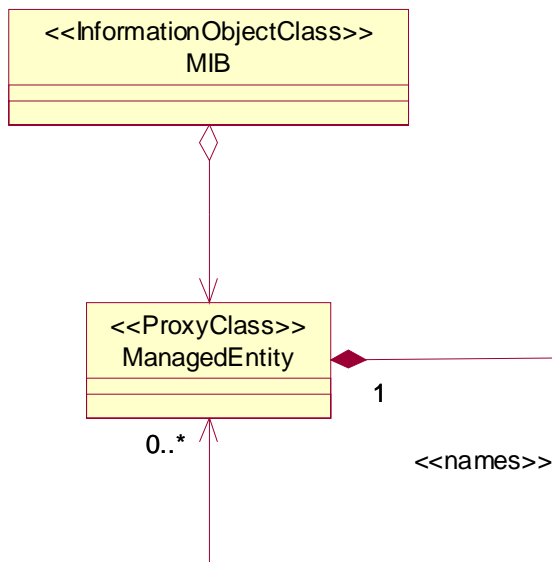 <<InformationObjectClass>>
MIB
<<ProxyClass>>
ManagedEntity
1
0..*
<<names>>